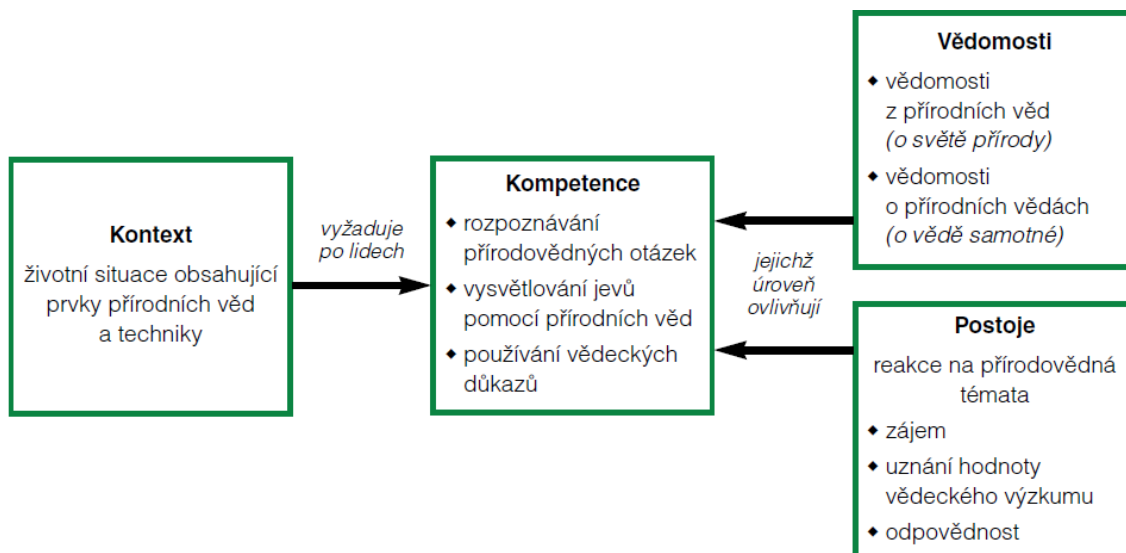 Kontext
životní situace obsahující
prvky přírodních věd
a techniky
vyžaduje
po lidech
Kompetence
◆ rozpoznávání
přírodovědných otázek
◆ vysvětlování jevů
pomocí přírodních věd
◆ používání vědeckých
důkazů
jejichž
úroveň
ovlivňují
Vědomosti
◆ vědomosti
z přírodních věd
(o světě přírody)
◆ vědomosti
o přírodních vědách
(o vědě samotné)
Postoje
reakce na přírodovědná
témata
◆ zájem
◆ uznání hodnoty
vědeckého výzkumu
◆ odpovědnost